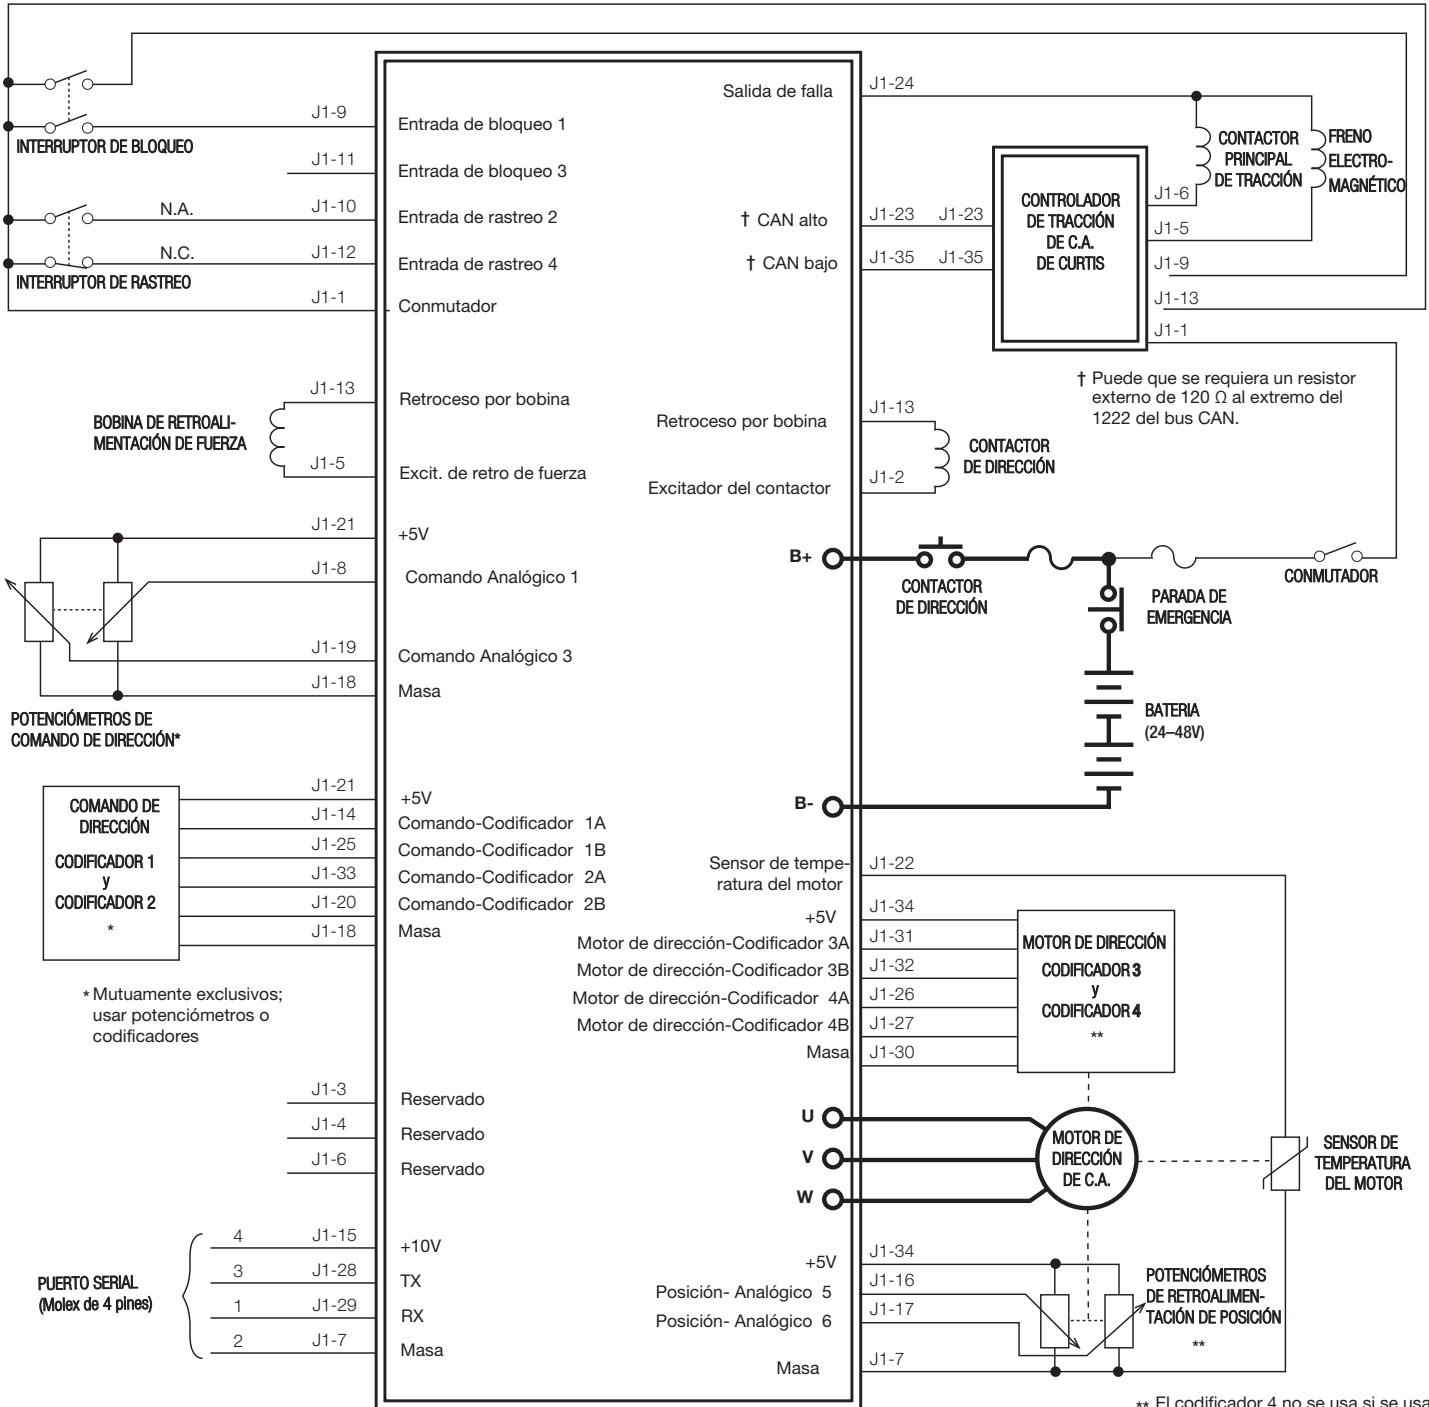 INTERRUPTOR DE BLOQUEO
J1-9
Entrada de bloqueo 1
J1-11
Entrada de bloqueo 3
N.A.
J1-10
Entrada de rastreo 2
N.C.
J1-12
Entrada de rastreo 4
INTERRUPTOR DE RASTREO
J1-1
Conmutador
J1-13
Retroceso por bobina
BOBINA DE RETROALI-
MENTACIÓN DE FUERZA
J1-5
Excit. de retro de fuerza
J1-21
+5V
J1-8
Comando Analógico 1
J1-19
Comando Analógico 3
J1-18
Masa
POTENCIÓMETROS DE
COMANDO DE DIRECCIÓN*
COMANDO DE
DIRECCIÓN
CODIFICADOR 1
y
CODIFICADOR 2
*
J1-21
+5V
J1-14
Comando-Codificador 1A
J1-25
Comando-Codificador 1B
J1-33
Comando-Codificador 2A
J1-20
Comando-Codificador 2B
J1-18
Masa
* Mutuamente exclusivos;
usar potenciómetros o
codificadores
J1-3
Reservado
J1-4
Reservado
J1-6
Reservado
PUERTO SERIAL
(Molex de 4 pines)
4
J1-15
+10V
3
J1-28
TX
1
J1-29
RX
2
J1-7
Masa
Salida de falla
J1-24
CONTACTOR
PRINCIPAL
DE TRACCIÓN
FRENO
ELECTRO-
MAGNÉTICO
† CAN alto
J1-23
J1-23
† CAN bajo
J1-35
J1-35
CONTROLADOR
DE TRACCIÓN
DE C.A.
DE CURTIS
J1-6
J1-5
J1-9
J1-13
J1-1
† Puede que se requiera un resistor
externo de 120 Ω al extremo del
1222 del bus CAN.
Retroceso por bobina
J1-13
CONTACTOR
DE DIRECCIÓN
Excitador del contactor
J1-2
B+
CONTACTOR
DE DIRECCIÓN
CONMUTADOR
PARADA DE
EMERGENCIA
BATERIA
(24–48V)
B-
Sensor de tempe-
ratura del motor
J1-22
+5V
J1-34
Motor de dirección-Codificador 3A
J1-31
Motor de dirección-Codificador 3B
J1-32
Motor de dirección-Codificador 4A
J1-26
Motor de dirección-Codificador 4B
J1-27
Masa
J1-30
MOTOR DE DIRECCIÓN
CODIFICADOR 3
y
CODIFICADOR 4
**
U
V
W
MOTOR DE
DIRECCIÓN
DE C.A.
SENSOR DE
TEMPERATURA
DEL MOTOR
+5V
J1-34
Posición- Analógico 5
J1-16
Posición- Analógico 6
J1-17
Masa
J1-7
POTENCIÓMETROS
DE RETROALIMEN-
TACIÓN DE POSICIÓN
**
** El codificador 4 no se usa si se usa